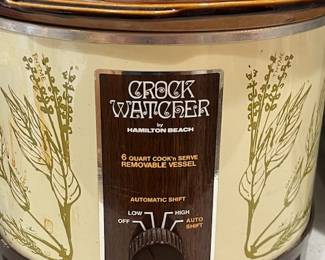 CROCK
WATCHER
by
HAMILTON BEACH
6 QUART COOK'n SERVE
REMOVABLE VESSEL
AUTOMATIC SHIFT
LOW HIGH
OFF AUTO
SHIFT